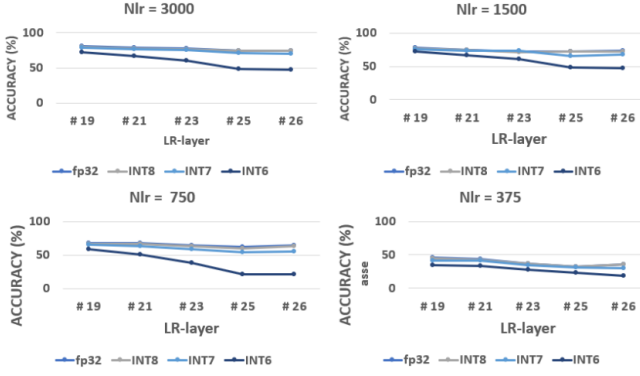 Nlr = 3000
ACCURACY (%)
100
50
0
# 19 # 21 # 23 # 25 # 26
LR-layer
fp32 INT8 INT7 INT6
Nlr = 1500
ACCURACY (%)
100
50
0
# 19 # 21 # 23 # 25 # 26
LR-layer
fp32 INT8 INT7 INT6
Nlr = 750
ACCURACY (%)
100
50
0
# 19 # 21 # 23 # 25 # 26
LR-layer
fp32 INT8 INT7 INT6
Nlr = 375
ACCURACY (%)
asse
100
50
0
# 19 # 21 # 23 # 25 # 26
LR-layer
fp32 INT8 INT7 INT6